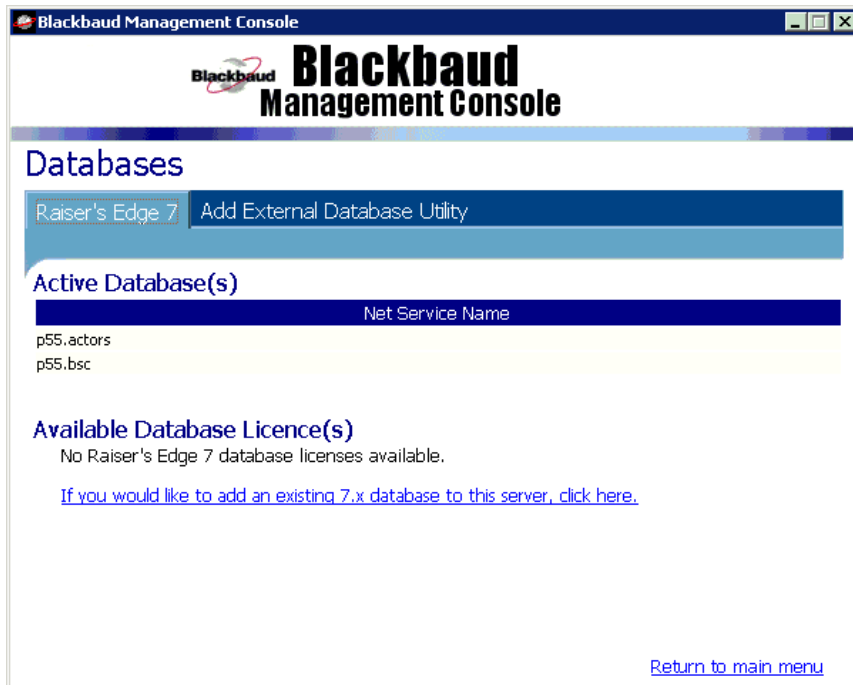 Blackbaud Management Console
Blackbaud Blackbaud
Management Console
Databases
Raiser's Edge 7 Add External Database Utility
Active Database(s)
Net Service Name
p55.actors
p55.bsc
Available Database Licence(s)
No Raiser's Edge 7 database licenses available.
If you would like to add an existing 7.x database to this server, click here.
Return to main menu